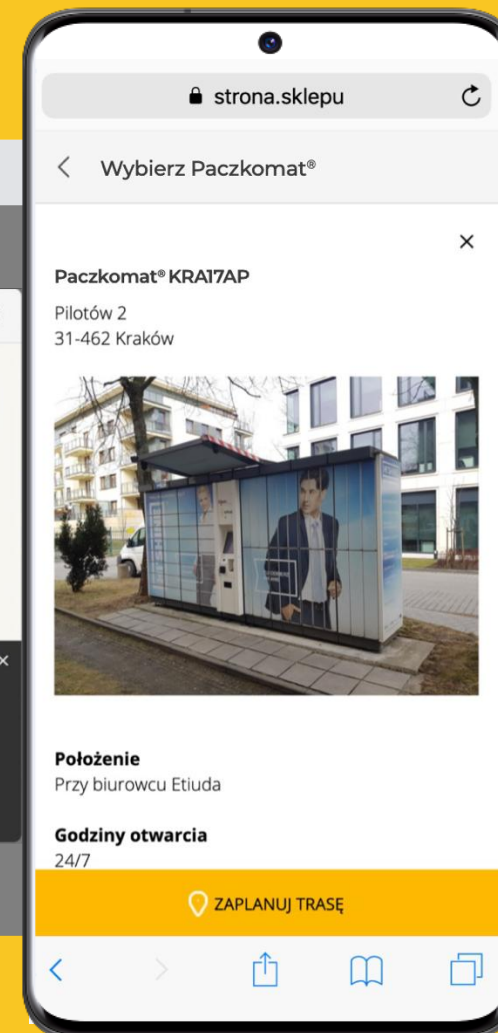 strona.sklepu
Wybierz Paczkomat®
Paczkomat® KRA17AP
Pilotów 2
31-462 Kraków
Położenie
Przy biurowcu Etiuda
Godziny otwarcia
24/7
ZAPLANUJ TRASĘ